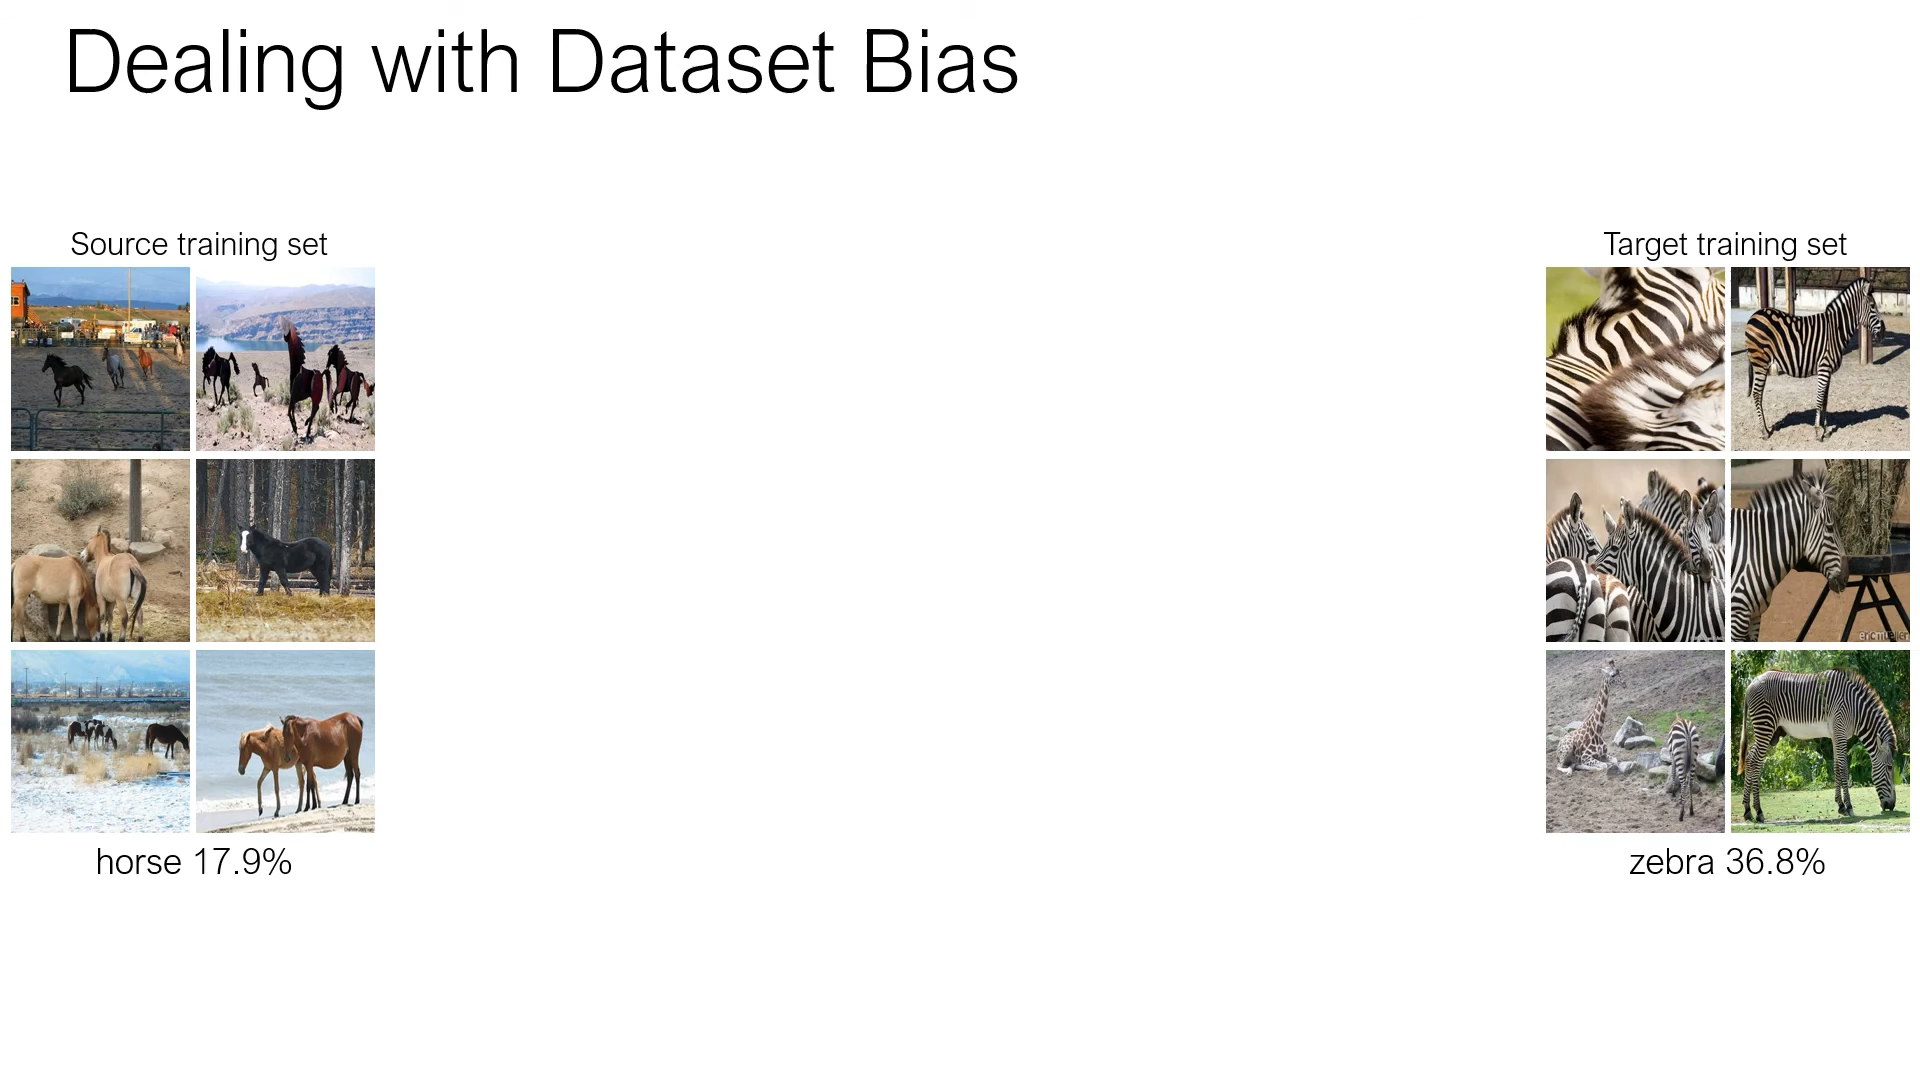 Dealing with Dataset Bias
Source training set
Target training set
horse 17.9%
zebra 36.8%